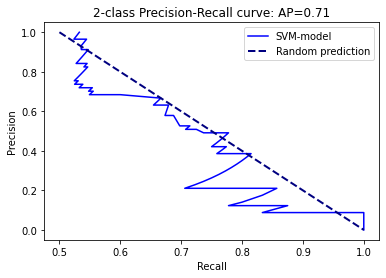 2-class Precision-Recall curve: AP=0.71
SVM-model
Random prediction
Precision
1.0
0.8
0.6
0.4
0.2
0.0
0.5 0.6 0.7 0.8 0.9 1.0
Recall